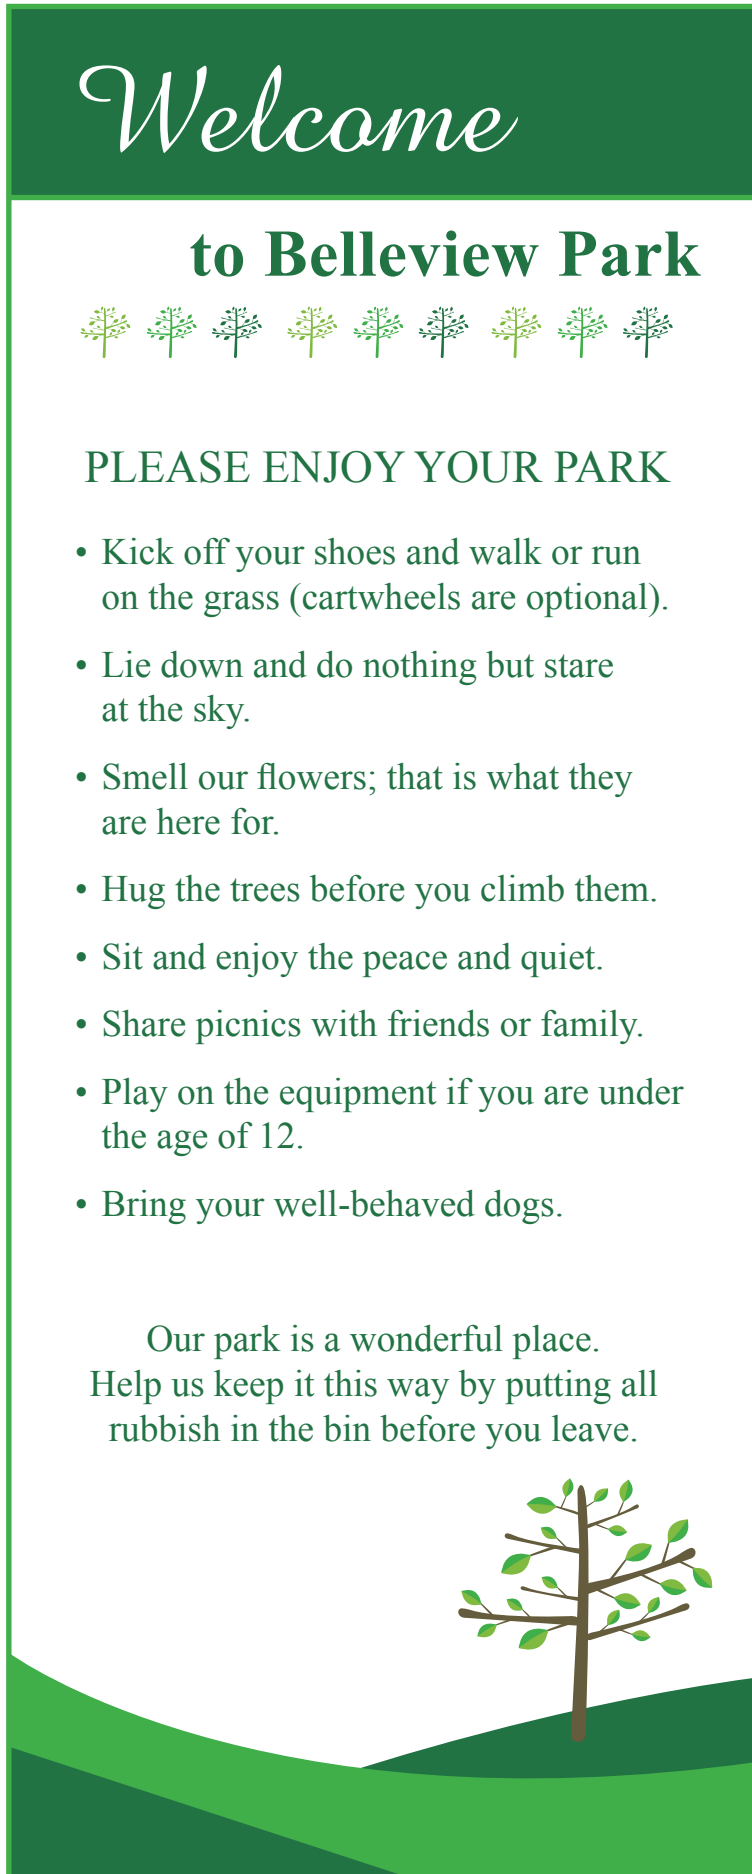 Welcome
to Belleview Park
PLEASE ENJOY YOUR PARK
• Kick off your shoes and walk or run
on the grass (cartwheels are optional).
• Lie down and do nothing but stare
at the sky.
• Smell our flowers; that is what they
are here for.
• Hug the trees before you climb them.
• Sit and enjoy the peace and quiet.
• Share picnics with friends or family.
• Play on the equipment if you are under
the age of 12.
• Bring your well-behaved dogs.
Our park is a wonderful place.
Help us keep it this way by putting all
rubbish in the bin before you leave.